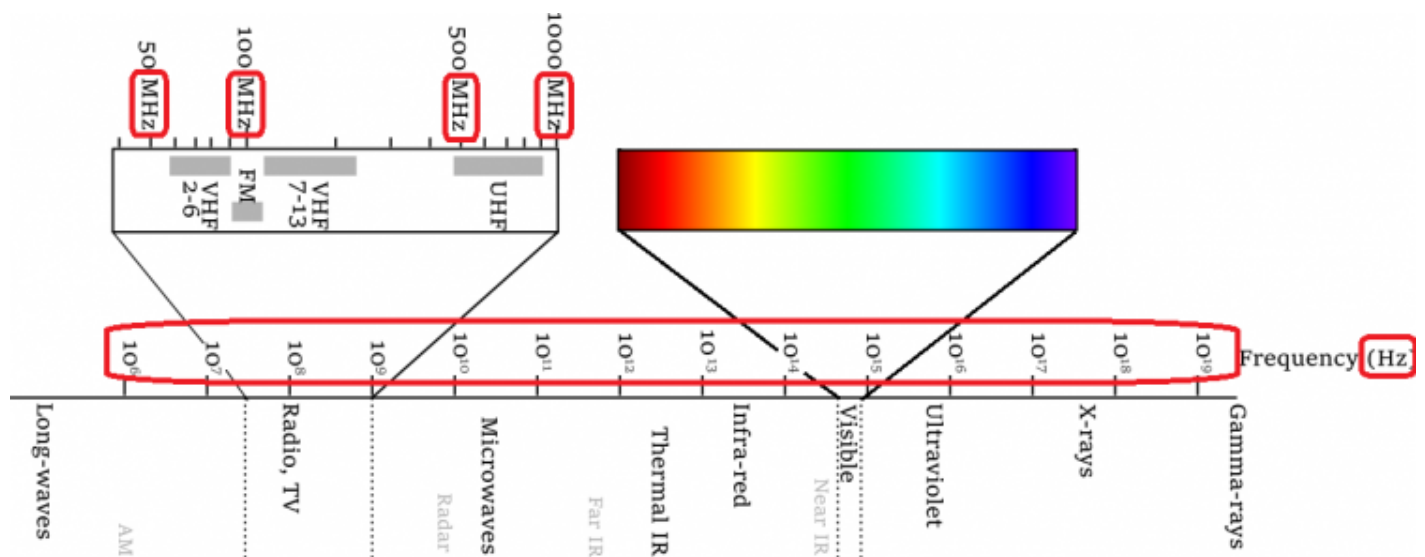 50 MHz
100 MHz
500 MHz
1000 MHz
VHF
2-6
FM
VHF
7-13
UHF
10⁶
10⁷
10⁸
10⁹
10¹⁰
10¹¹
10¹²
10¹³
10¹⁴
10¹⁵
10¹⁶
10¹⁷
10¹⁸
10¹⁹
Frequency (Hz)
Long-waves
AM
Radio, TV
Radar
Microwaves
Far IR
Thermal IR
Infra-red
Near IR
Visible
Ultraviolet
X-rays
Gamma-rays